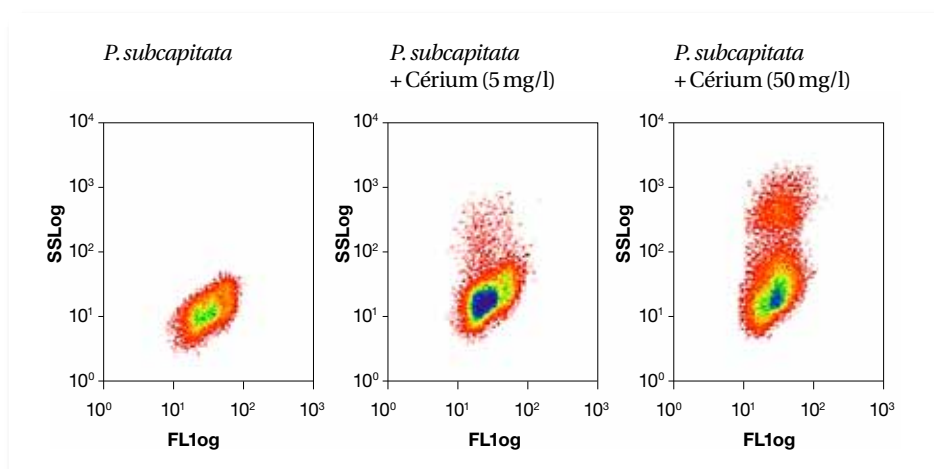 P. subcapitata
P. subcapitata
+ Cérium (5 mg/l)
P. subcapitata
+ Cérium (50 mg/l)
SSLog
10⁴
10³
10²
10¹
10⁰
10⁰ 10¹ 10² 10³
FL1og
SSLog
10⁴
10³
10²
10¹
10⁰
10⁰ 10¹ 10² 10³
FL1og
SSLog
10⁴
10³
10²
10¹
10⁰
10⁰ 10¹ 10² 10³
FL1og